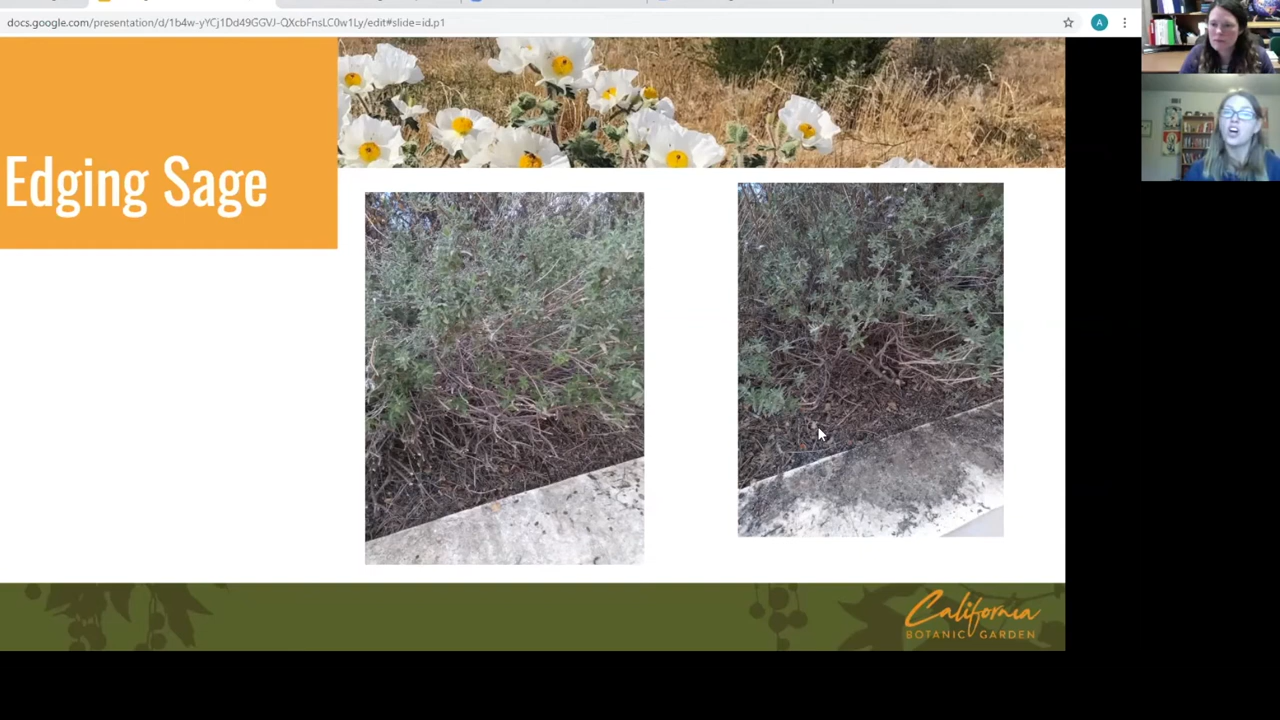 docs.google.com/presentation/d/1b4w-yYCj1Dd49GGVJ-QXcbFnsLC0w1Ly/edit#slide=id.p1
A
Edging Sage
California
BOTANIC GARDEN